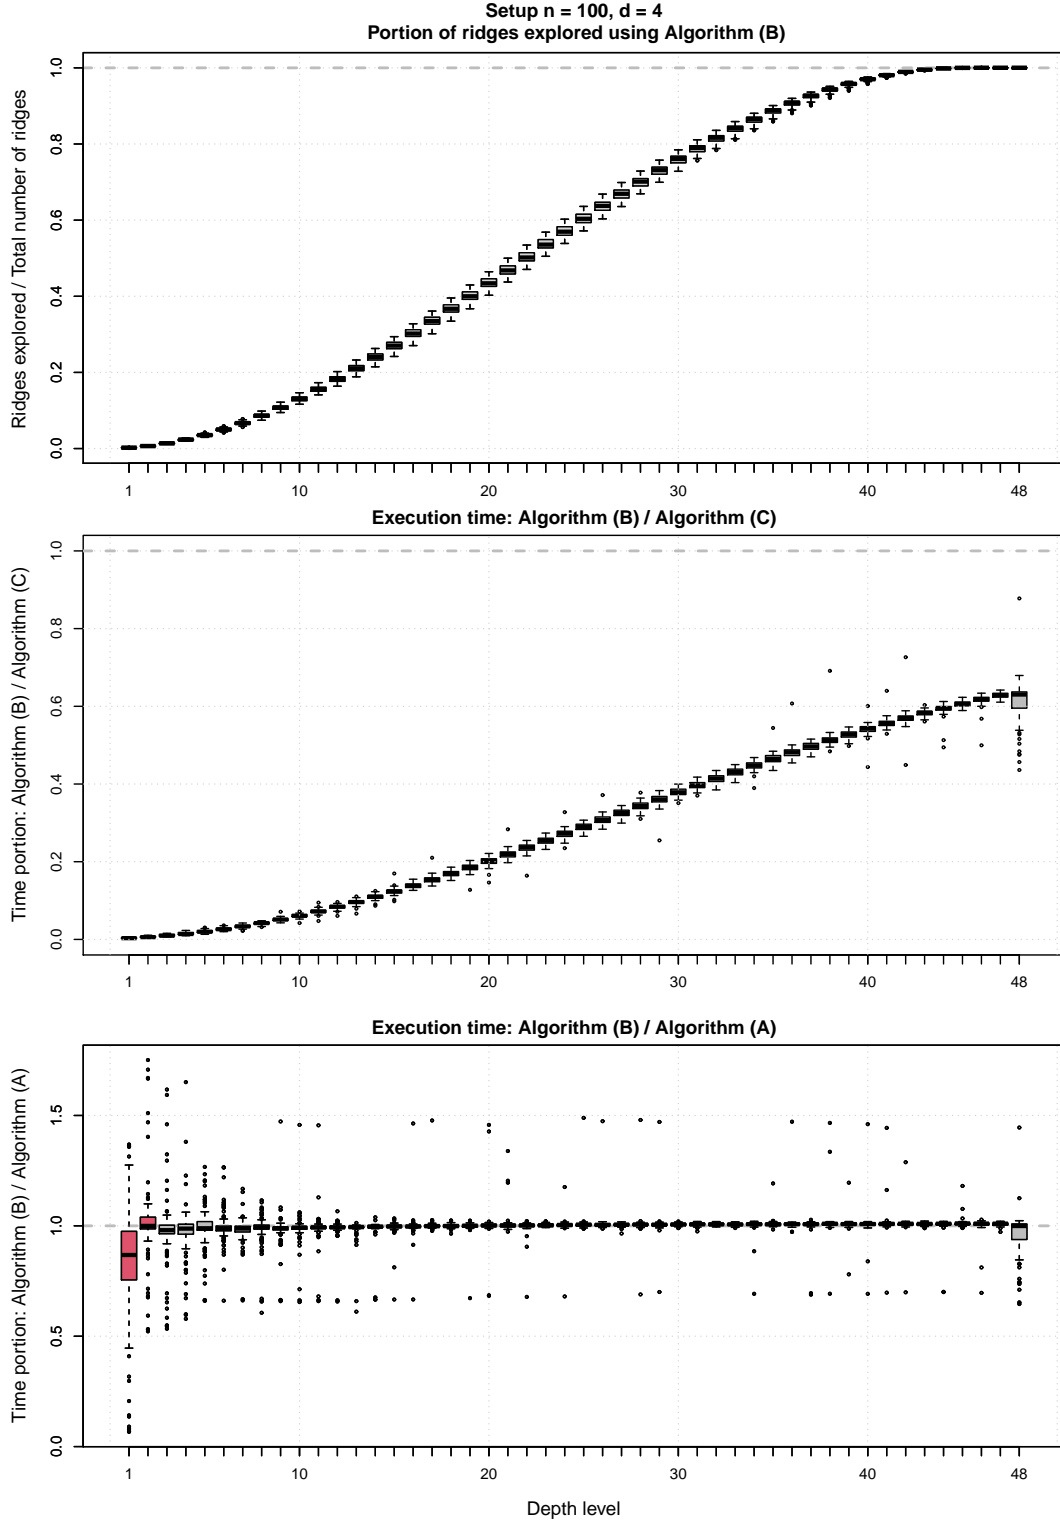 Setup n = 100, d = 4
Portion of ridges explored using Algorithm (B)
Ridges explored / Total number of ridges
1.0
0.8
0.6
0.4
0.2
0.0
1 10 20 30 40 48
Execution time: Algorithm (B) / Algorithm (C)
Time portion: Algorithm (B) / Algorithm (C)
1.0
0.8
0.6
0.4
0.2
0.0
1 10 20 30 40 48
Execution time: Algorithm (B) / Algorithm (A)
Time portion: Algorithm (B) / Algorithm (A)
1.5
1.0
0.5
0.0
1 10 20 30 40 48
Depth level